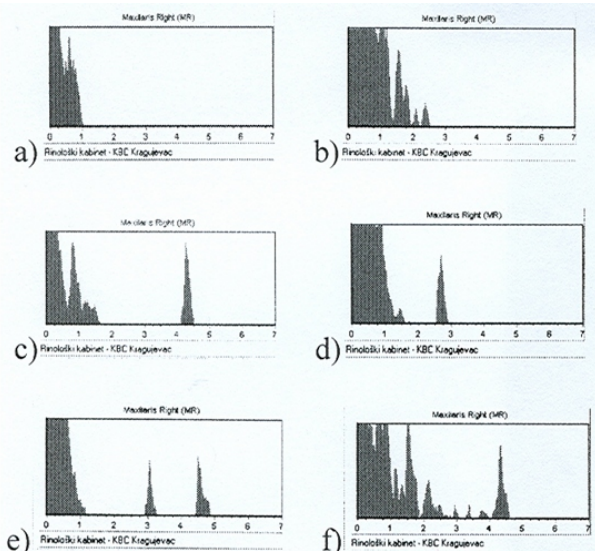 Maxilaris Right (MR)
0 1 2 3 4 5 6 7
a) Rinološki kabinet - KBC Kragujevac
Maxilaris Right (MR)
0 1 2 3 4 5 6 7
b) Rinološki kabinet - KBC Kragujevac
Maxilaris Right (MR)
0 1 2 3 4 5 6 7
c) Rinološki kabinet - KBC Kragujevac
Maxilaris Right (MR)
0 1 2 3 4 5 6 7
d) Rinološki kabinet - KBC Kragujevac
Maxilaris Right (MR)
0 1 2 3 4 5 6 7
e) Rinološki kabinet - KBC Kragujevac
Maxilaris Right (MR)
0 1 2 3 4 5 6 7
f) Rinološki kabinet - KBC Kragujevac